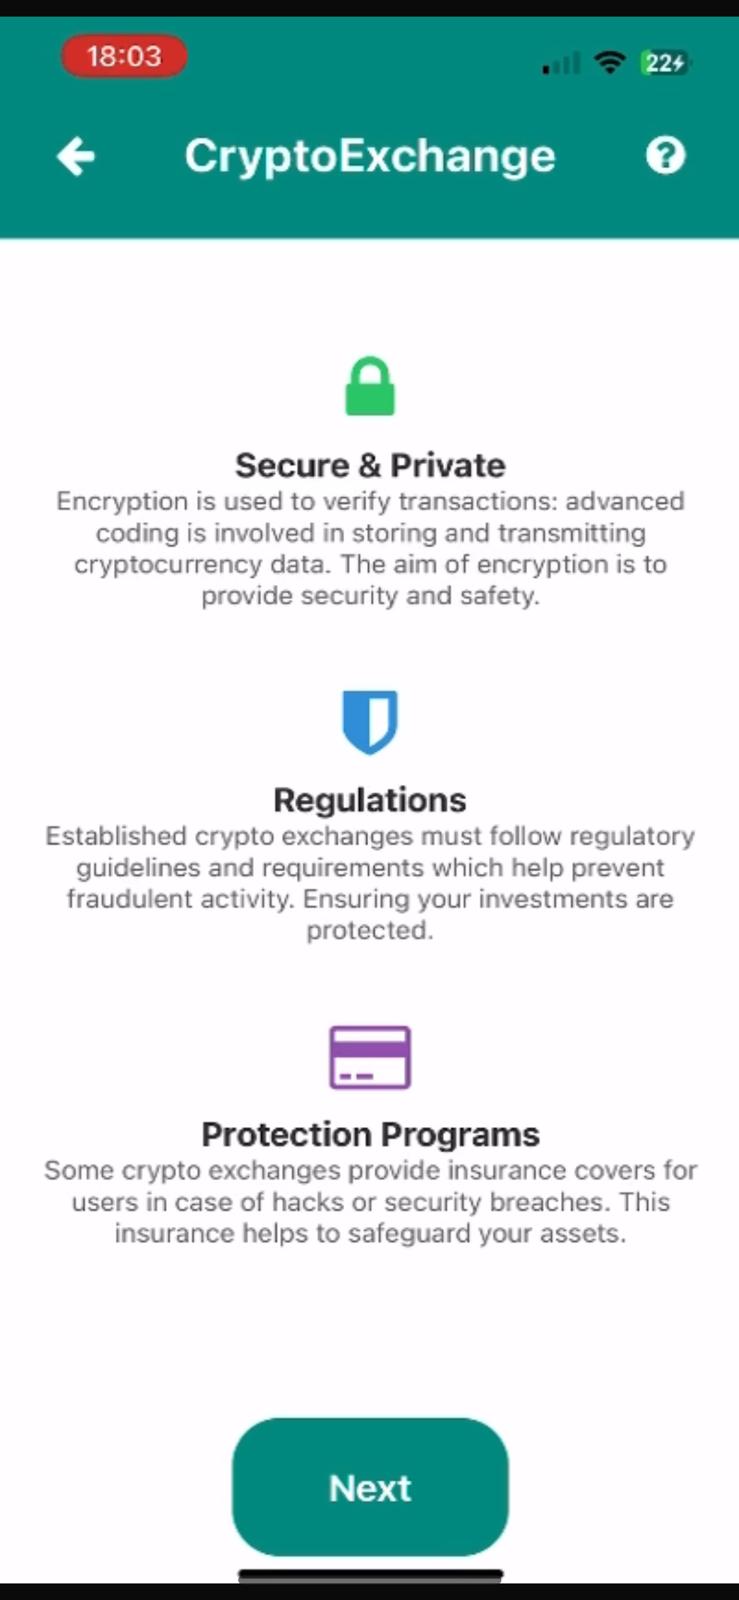 18:03
22
CryptoExchange
?
Secure & Private
Encryption is used to verify transactions: advanced
coding is involved in storing and transmitting
cryptocurrency data. The aim of encryption is to
provide security and safety.
Regulations
Established crypto exchanges must follow regulatory
guidelines and requirements which help prevent
fraudulent activity. Ensuring your investments are
protected.
Protection Programs
Some crypto exchanges provide insurance covers for
users in case of hacks or security breaches. This
insurance helps to safeguard your assets.
Next